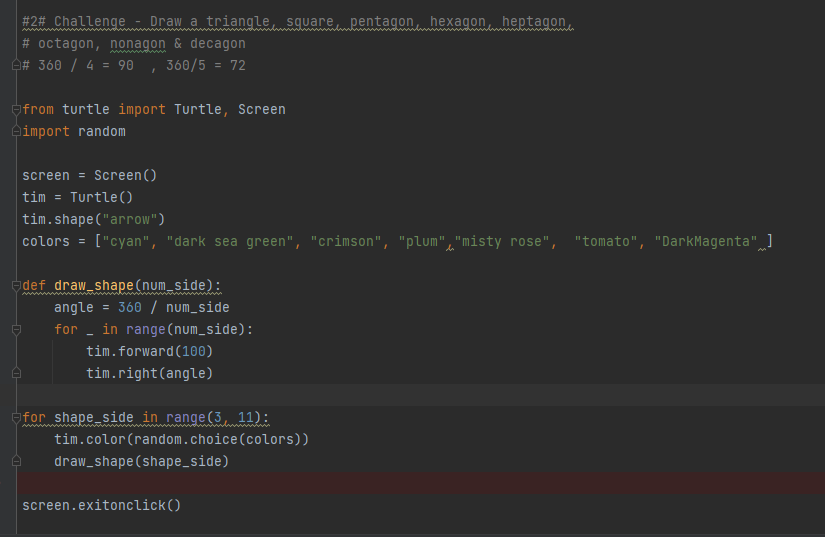 #2# Challenge - Draw a triangle, square, pentagon, hexagon, heptagon,
# octagon, nonagon & decagon
# 360 / 4 = 90  , 360/5 = 72
from turtle import Turtle, Screen
import random
screen = Screen()
tim = Turtle()
tim.shape("arrow")
colors = ["cyan", "dark sea green", "crimson", "plum","misty rose",  "tomato", "DarkMagenta" ]
def draw_shape(num_side):
    angle = 360 / num_side
    for _ in range(num_side):
        tim.forward(100)
        tim.right(angle)
for shape_side in range(3, 11):
    tim.color(random.choice(colors))
    draw_shape(shape_side)
screen.exitonclick()